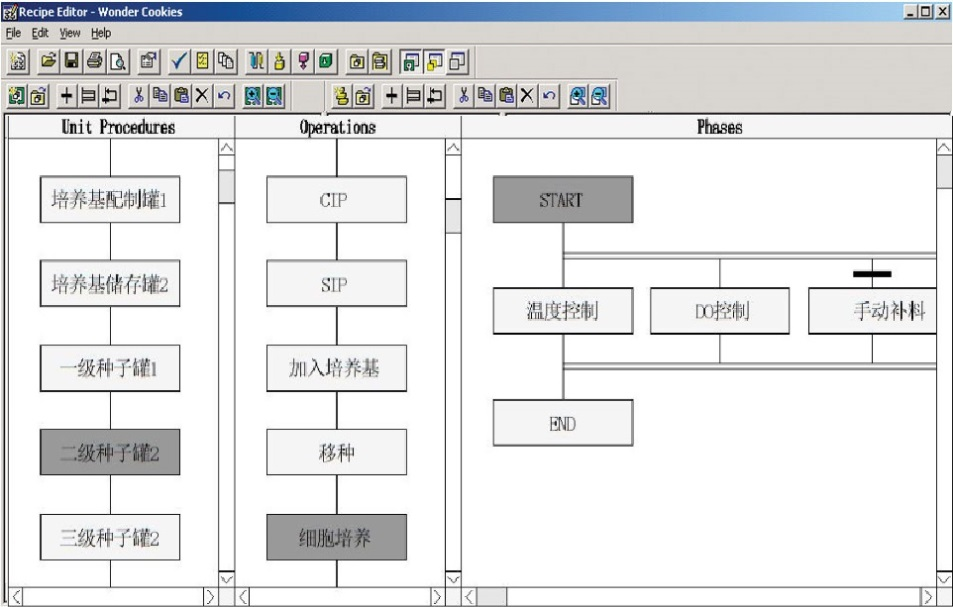 Recipe Editor - Wonder Cookies
File Edit View Help
Unit Procedures
Operations
Phases
培养基配制罐1
培养基储存罐2
一级种子罐1
二级种子罐2
三级种子罐2
CIP
SIP
加入培养基
移种
细胞培养
START
温度控制
DO控制
手动补料
END